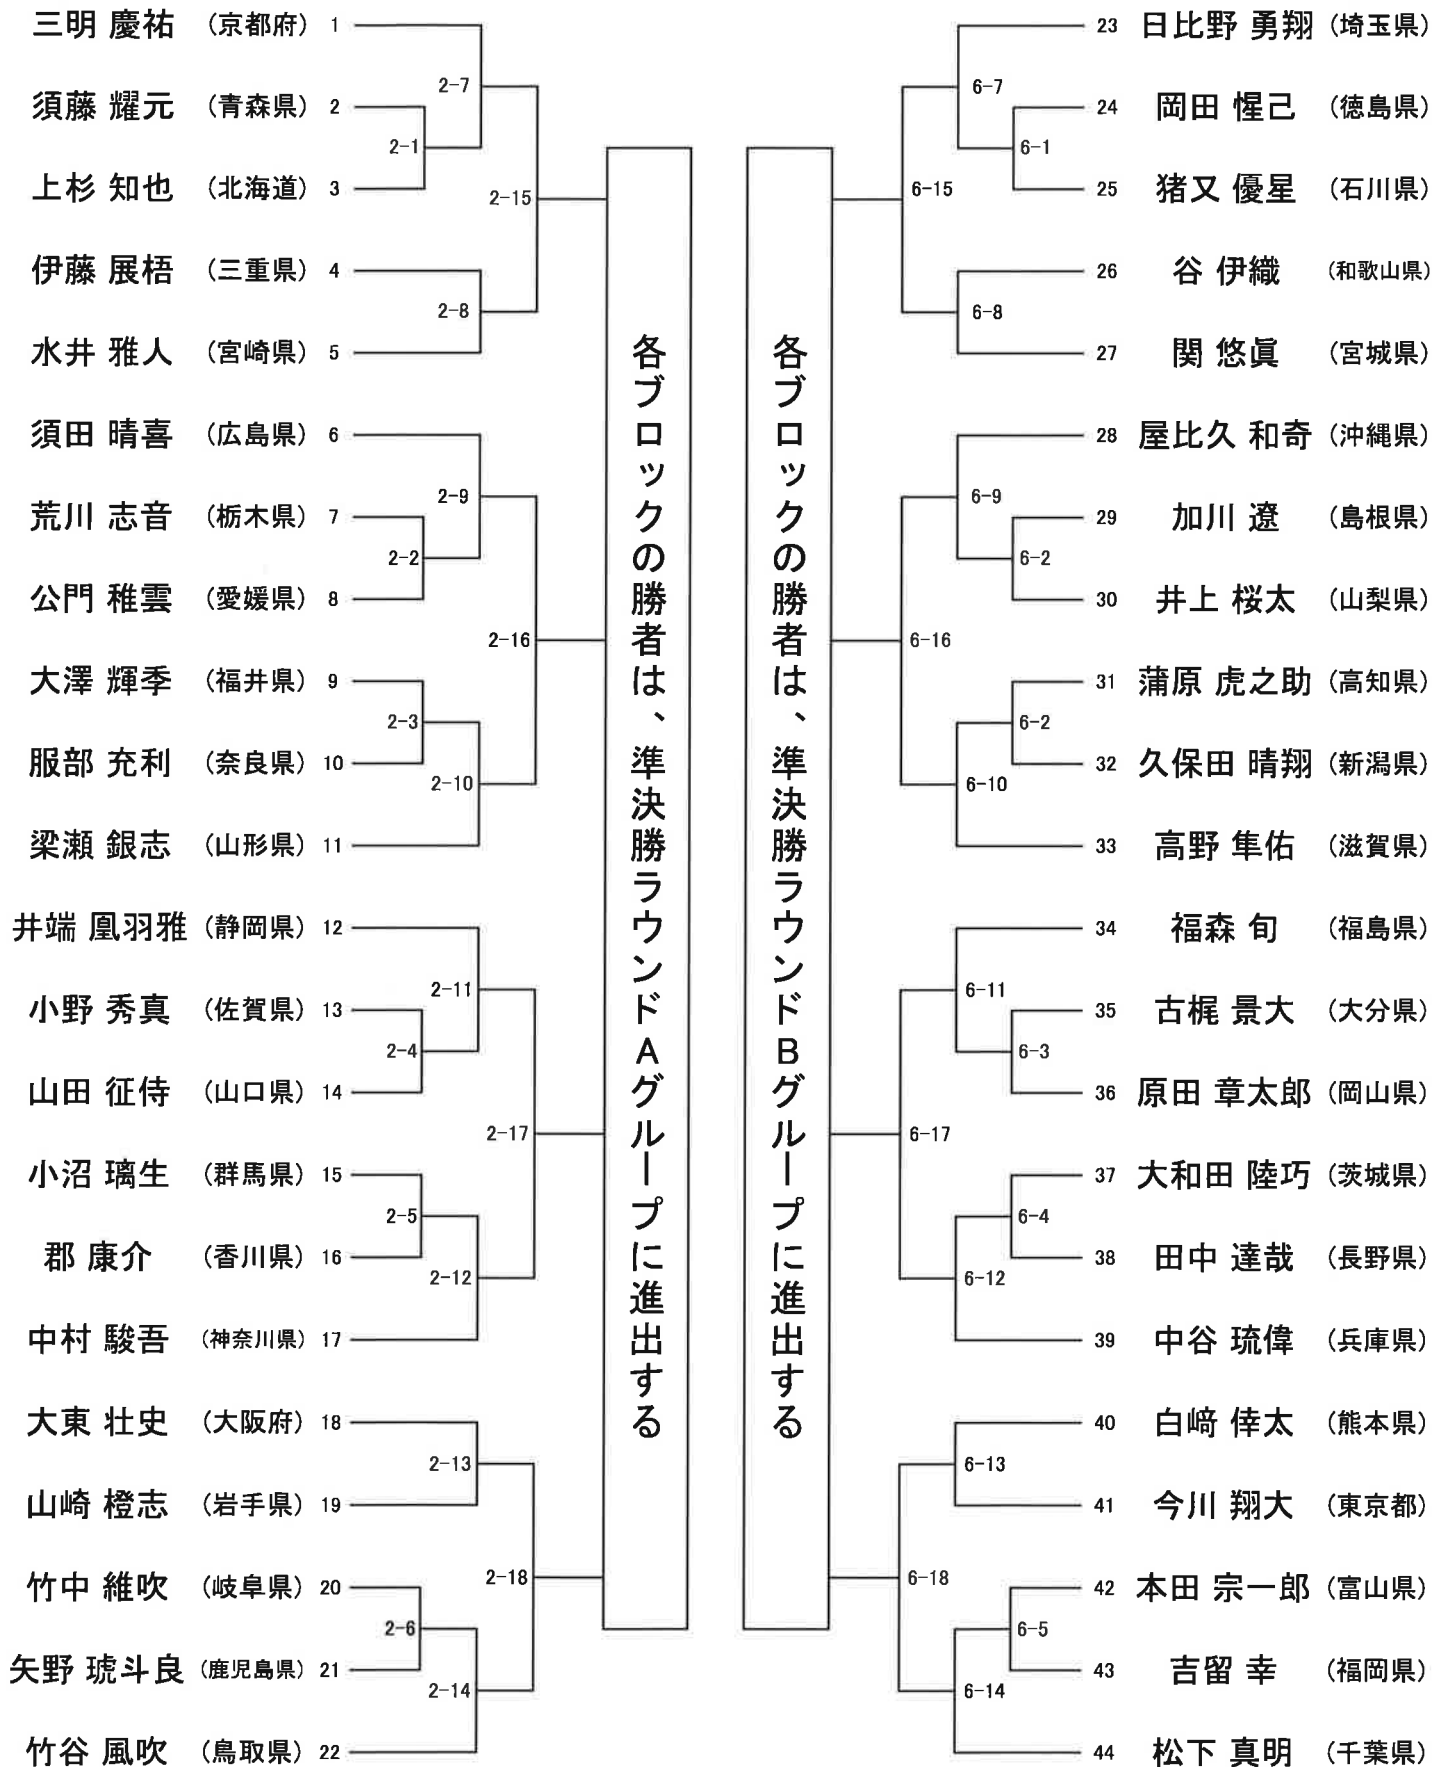 三明 慶祐 (京都府) 1
2-7
須藤 耀元 (青森県) 2
2-1
上杉 知也 (北海道) 3
2-15
伊藤 展梧 (三重県) 4
2-8
水井 雅人 (宮崎県) 5
須田 晴喜 (広島県) 6
2-9
荒川 志音 (栃木県) 7
2-2
公門 稚雲 (愛媛県) 8
2-16
大澤 輝季 (福井県) 9
2-3
服部 充利 (奈良県) 10
2-10
梁瀬 銀志 (山形県) 11
井端 凰羽雅 (静岡県) 12
2-11
小野 秀真 (佐賀県) 13
2-4
山田 征侍 (山口県) 14
2-17
小沼 璃生 (群馬県) 15
2-5
郡 康介 (香川県) 16
2-12
中村 駿吾 (神奈川県) 17
大東 壮史 (大阪府) 18
2-13
山崎 橙志 (岩手県) 19
2-18
竹中 維吹 (岐阜県) 20
2-6
矢野 琥斗良 (鹿児島県) 21
2-14
竹谷 風吹 (鳥取県) 22
各ブロックの勝者は、準決勝ラウンドAグループに進出する
各ブロックの勝者は、準決勝ラウンドBグループに進出する
23 日比野 勇翔 (埼玉県)
6-7
24 岡田 惺己 (徳島県)
6-1
25 猪又 優星 (石川県)
6-15
26 谷 伊織 (和歌山県)
6-8
27 関 悠眞 (宮城県)
28 屋比久 和奇 (沖縄県)
6-9
29 加川 遼 (島根県)
6-2
30 井上 桜太 (山梨県)
6-16
31 蒲原 虎之助 (高知県)
6-2
32 久保田 晴翔 (新潟県)
6-10
33 高野 隼佑 (滋賀県)
34 福森 旬 (福島県)
6-11
35 古梶 景大 (大分県)
6-3
36 原田 章太郎 (岡山県)
6-17
37 大和田 陸巧 (茨城県)
6-4
38 田中 達哉 (長野県)
6-12
39 中谷 琉偉 (兵庫県)
40 白﨑 倖太 (熊本県)
6-13
41 今川 翔大 (東京都)
6-18
42 本田 宗一郎 (富山県)
6-5
43 吉留 幸 (福岡県)
6-14
44 松下 真明 (千葉県)